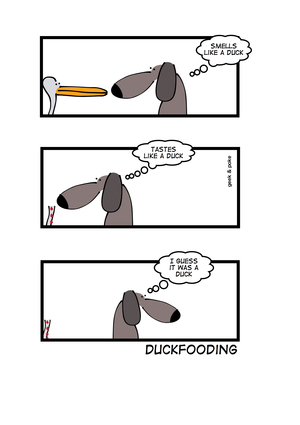 SMELLS
LIKE A DUCK
TASTES
LIKE A DUCK
geek & poke
I GUESS
IT WAS A
DUCK
DUCKFOODING